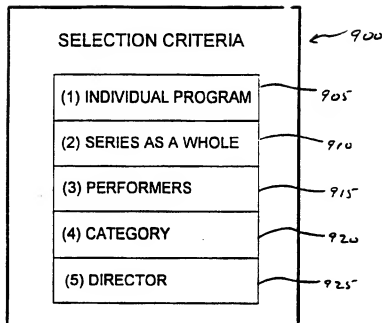 SELECTION CRITERIA 900
(1) INDIVIDUAL PROGRAM 905
(2) SERIES AS A WHOLE 910
(3) PERFORMERS 915
(4) CATEGORY 920
(5) DIRECTOR 925